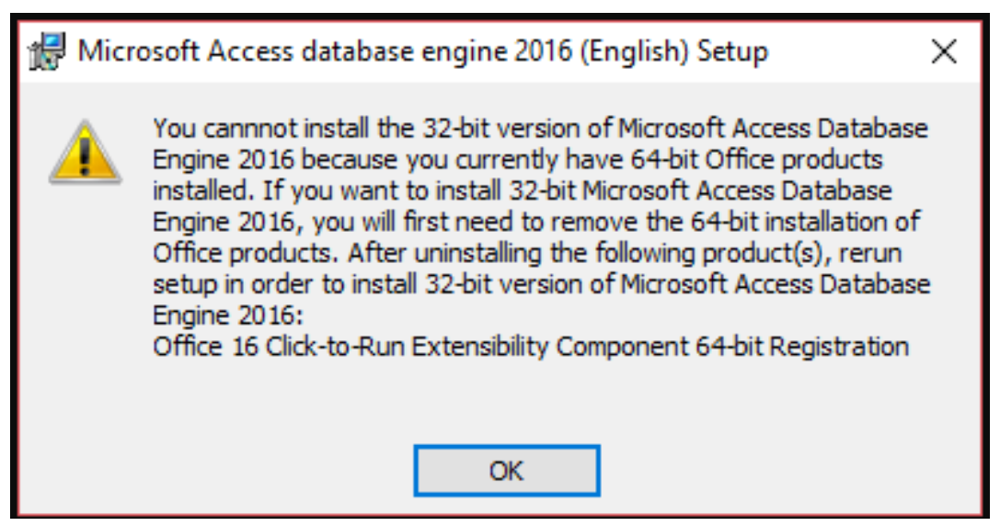 Microsoft Access database engine 2016 (English) Setup
You cannnot install the 32-bit version of Microsoft Access Database
Engine 2016 because you currently have 64-bit Office products
installed. If you want to install 32-bit Microsoft Access Database
Engine 2016, you will first need to remove the 64-bit installation of
Office products. After uninstalling the following product(s), rerun
setup in order to install 32-bit version of Microsoft Access Database
Engine 2016:
Office 16 Click-to-Run Extensibility Component 64-bit Registration
OK